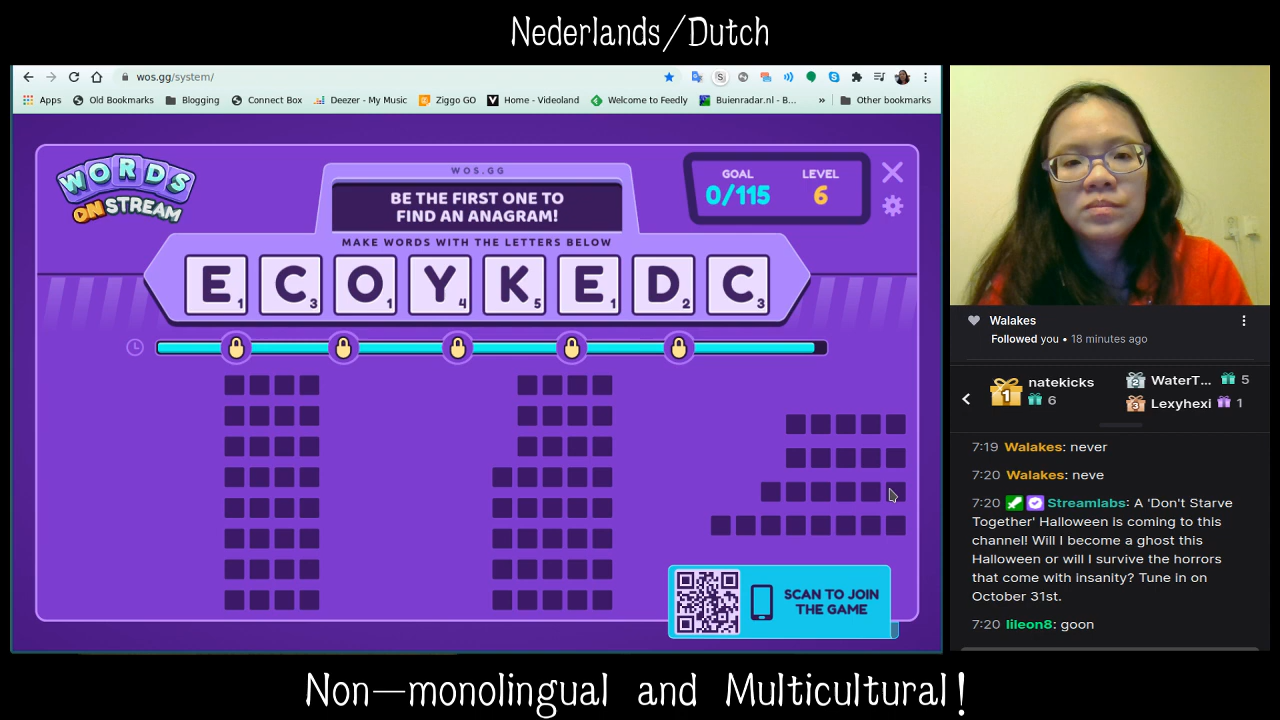 Nederlands/Dutch
wos.gg/system/
Apps Old Bookmarks Blogging Connect Box Deezer - My Music Ziggo GO Home - Videoland Welcome to Feedly Buienradar.nl - B... » Other bookmarks
WORDS
ON STREAM
WOS.GG
BE THE FIRST ONE TO
FIND AN ANAGRAM!
GOAL
0/115
LEVEL
6
MAKE WORDS WITH THE LETTERS BELOW
E1 C3 O1 Y4 K5 E1 D2 C3
SCAN TO JOIN
THE GAME
Walakes
Followed you • 18 minutes ago
1 natekicks
6
2 WaterT... 5
3 Lexyhexi 1
7:19 Walakes: never
7:20 Walakes: neve
7:20 Streamlabs: A 'Don't Starve
Together' Halloween is coming to this
channel! Will I become a ghost this
Halloween or will I survive the horrors
that come with insanity? Tune in on
October 31st.
7:20 lileon8: goon
Non-monolingual and Multicultural!